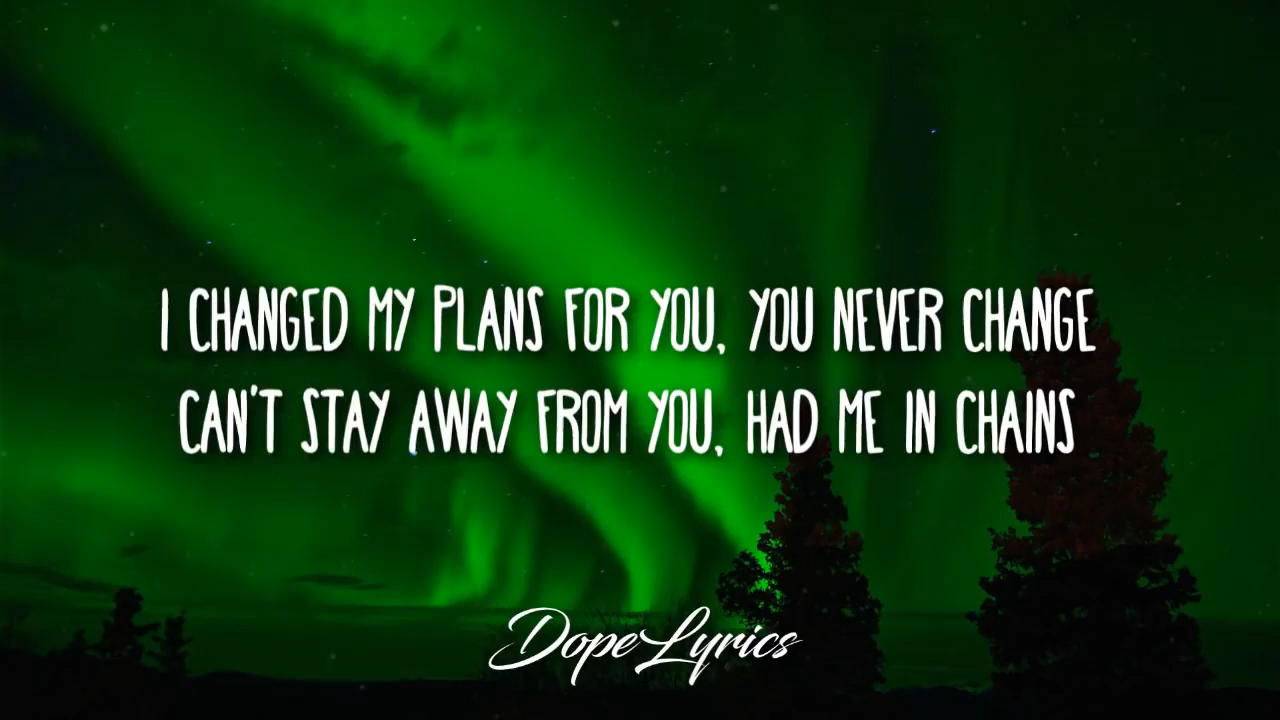 I CHANGED MY PLANS FOR YOU, YOU NEVER CHANGE
CAN'T STAY AWAY FROM YOU, HAD ME IN CHAINS
DopeLyrics